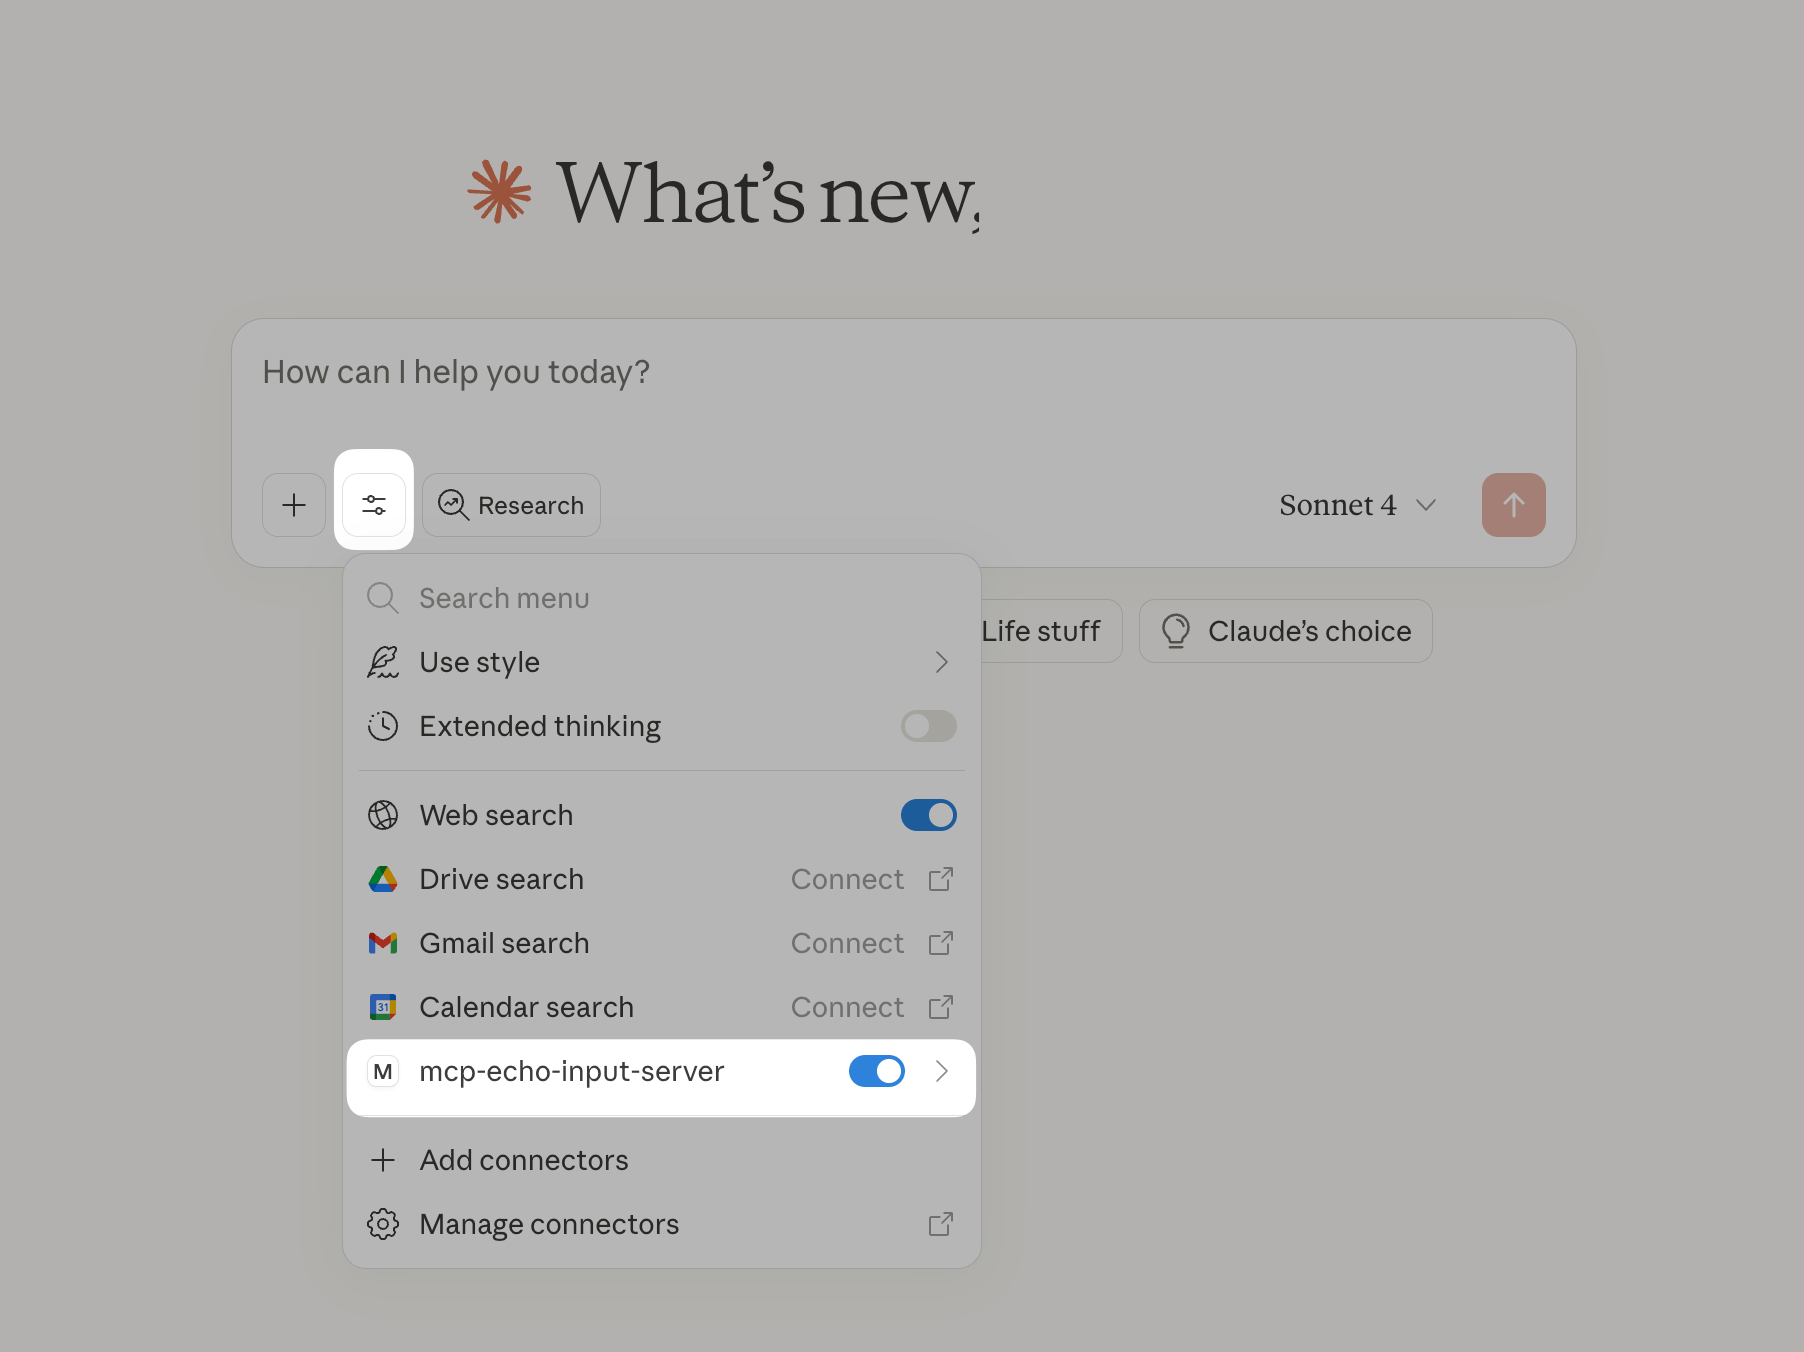 What's new,
How can I help you today?
Research
Sonnet 4
Search menu
Life stuff
Claude's choice
Use style
Extended thinking
Web search
Drive search Connect
Gmail search Connect
31
Calendar search Connect
M mcp-echo-input-server
Add connectors
Manage connectors